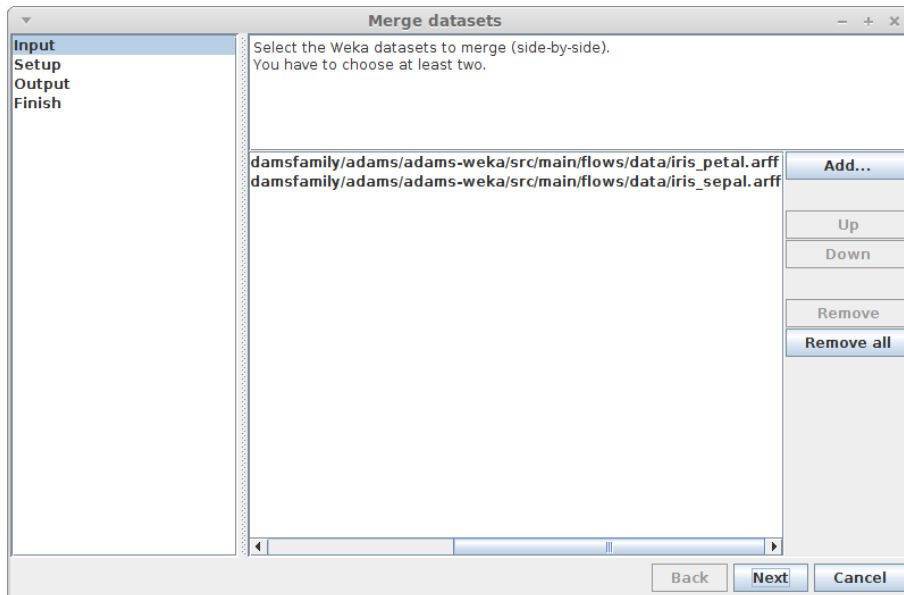 Merge datasets
Input
Setup
Output
Finish
Select the Weka datasets to merge (side-by-side).
You have to choose at least two.
damsfamily/adams/adams-weka/src/main/flows/data/iris_petal.arff
damsfamily/adams/adams-weka/src/main/flows/data/iris_sepal.arff
Add...
Up
Down
Remove
Remove all
Back
Next
Cancel